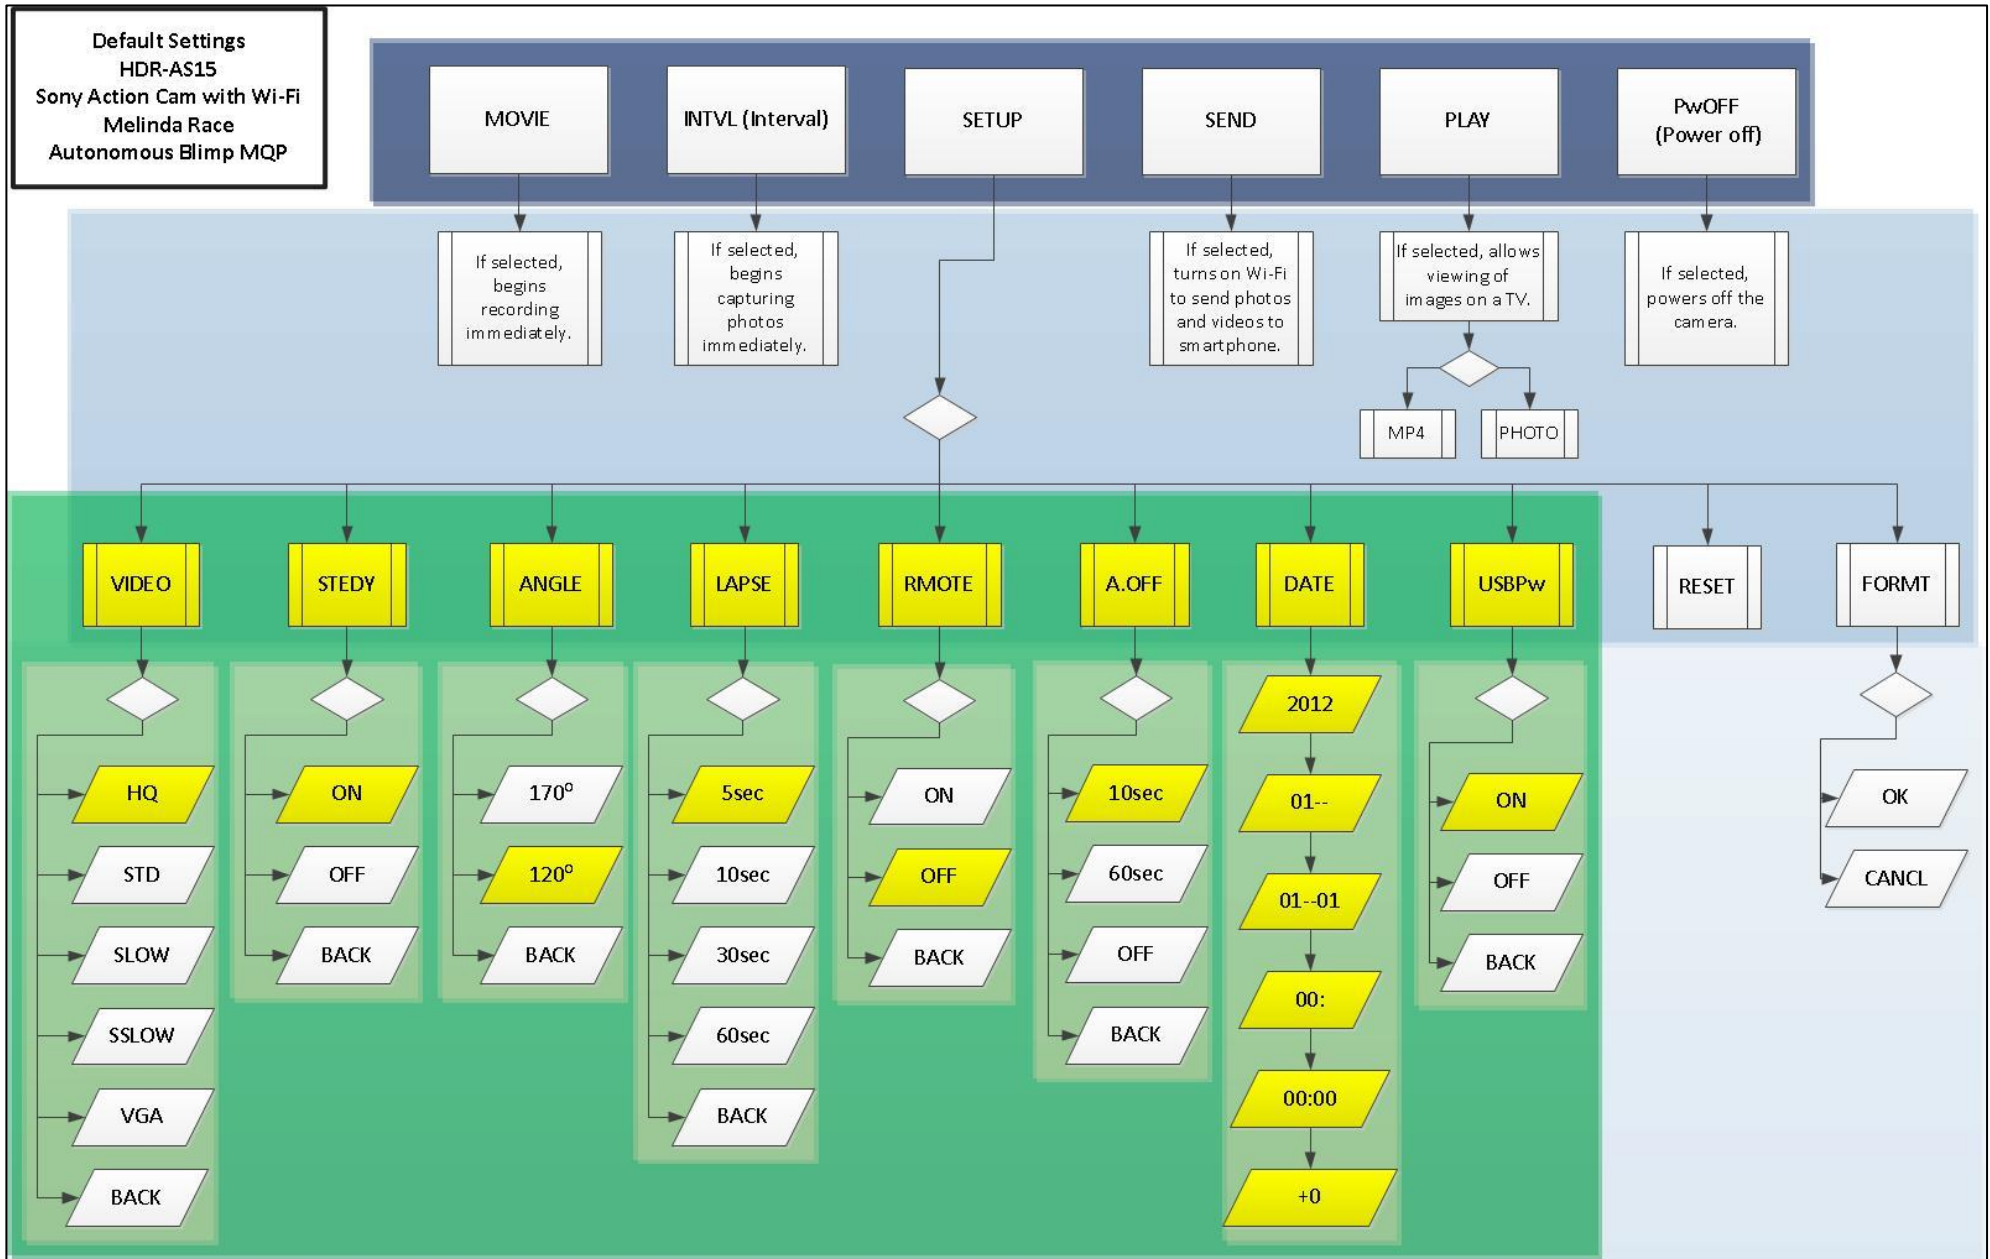 Default Settings
HDR-AS15
Sony Action Cam with Wi-Fi
Melinda Race
Autonomous Blimp MQP
MOVIE
INTVL (Interval)
SETUP
SEND
PLAY
PwOFF
(Power off)
If selected,
begins
recording
immediately.
If selected,
begins
capturing
photos
immediately.
If selected,
turns on Wi-Fi
to send photos
and videos to
smartphone.
If selected, allows
viewing of
images on a TV.
If selected,
powers off the
camera.
MP4
PHOTO
VIDEO
STEDY
ANGLE
LAPSE
RMOTE
A.OFF
DATE
USBPw
RESET
FORMT
HQ
STD
SLOW
SSLOW
VGA
BACK
ON
OFF
BACK
170°
120°
BACK
5sec
10sec
30sec
60sec
BACK
ON
OFF
BACK
10sec
60sec
OFF
BACK
2012
01--
01--01
00:
00:00
+0
ON
OFF
BACK
OK
CANCL